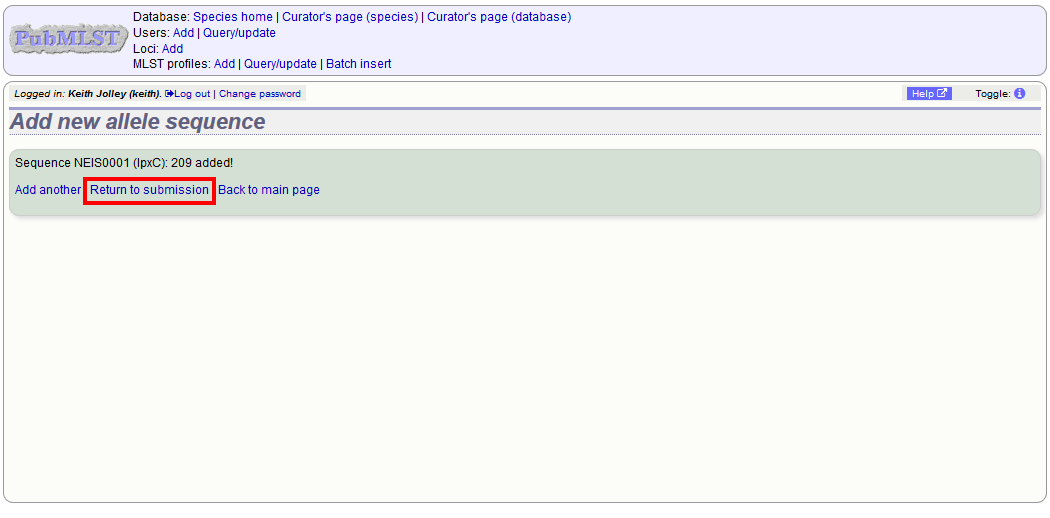 PubMLST
Database: Species home | Curator's page (species) | Curator's page (database)
Users: Add | Query/update
Loci: Add
MLST profiles: Add | Query/update | Batch insert
Logged in: Keith Jolley (keith). Log out | Change password
Help
Toggle:
Add new allele sequence
Sequence NEIS0001 (lpxC): 209 added!
Add another Return to submission Back to main page